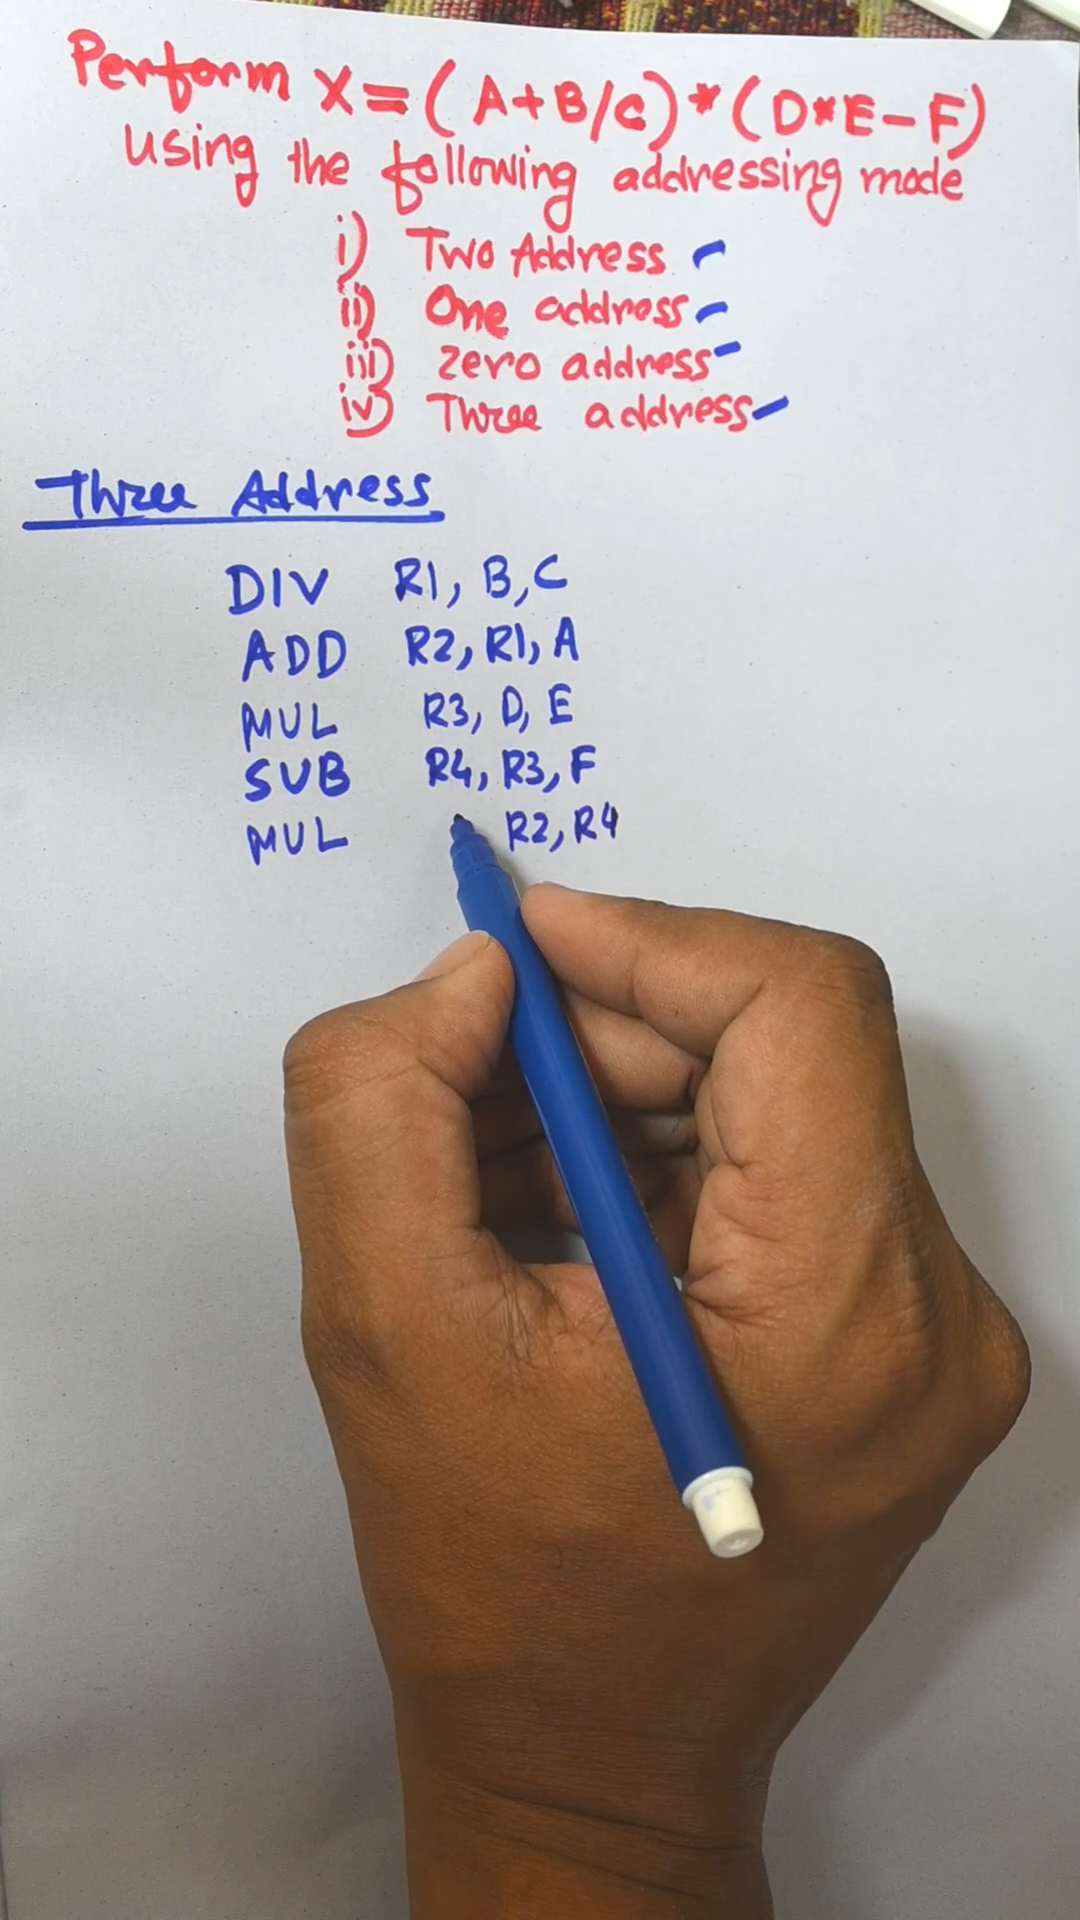 Perform X=(A+B/C)*(D*E-F)
Using the following addressing mode
i) Two Address
ii) One address
iii) zero address
iv) Three address
Three Address
DIV R1, B,C
ADD R2, R1, A
MUL R3, D, E
SUB R4, R3, F
MUL R2, R4